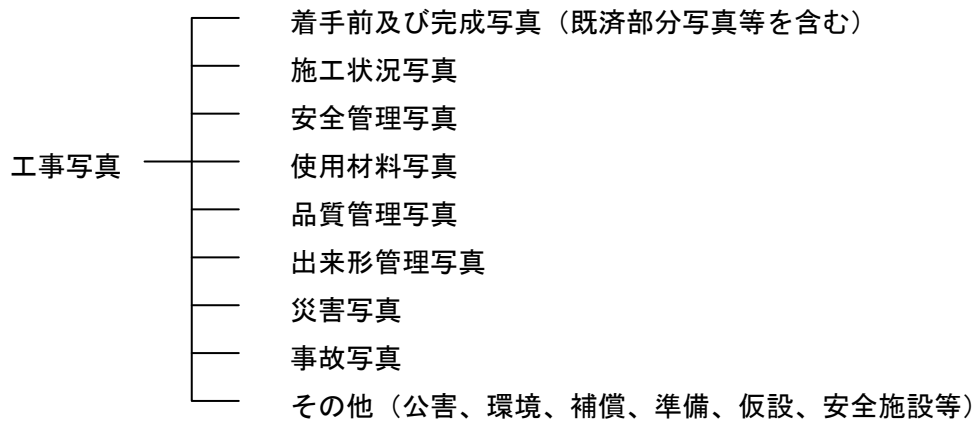 着手前及び完成写真（既済部分写真等を含む）
施工状況写真
安全管理写真
工事写真
使用材料写真
品質管理写真
出来形管理写真
災害写真
事故写真
その他（公害、環境、補償、準備、仮設、安全施設等）